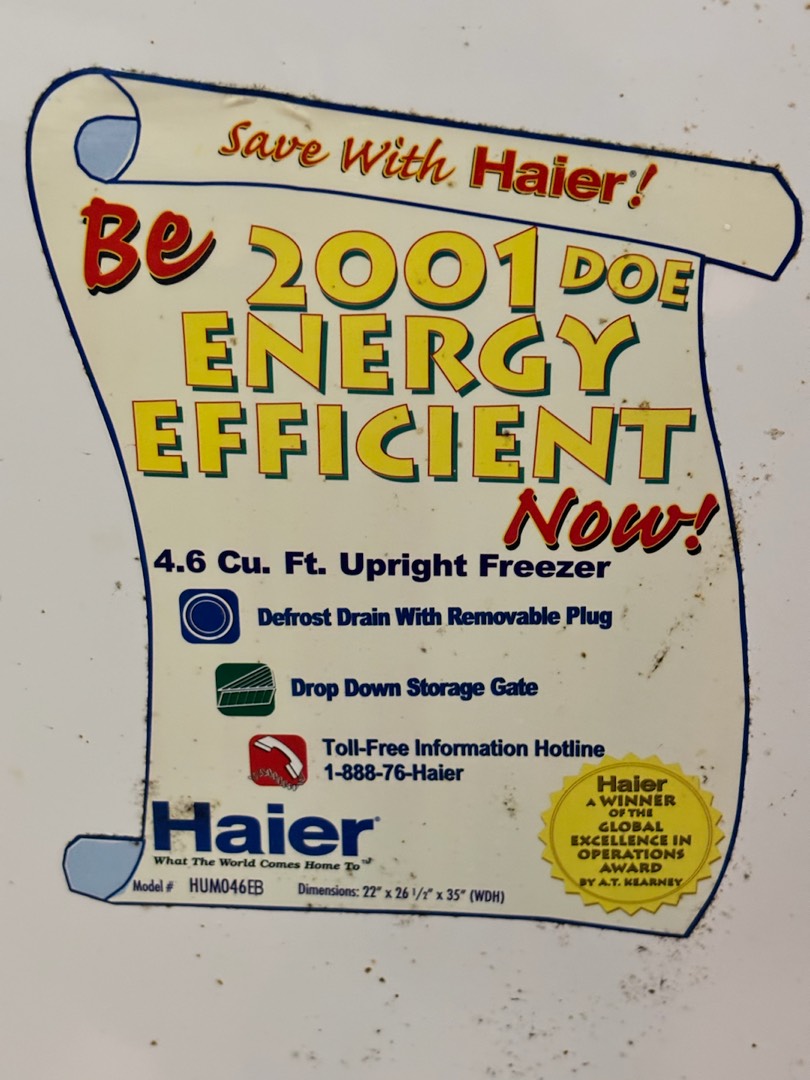 Save With Haier®!
Be 2001 DOE
ENERGY
EFFICIENT
Now!
4.6 Cu. Ft. Upright Freezer
Defrost Drain With Removable Plug
Drop Down Storage Gate
Toll-Free Information Hotline
1-888-76-Haier
Haier®
What The World Comes Home To™
Model # HUM046EB Dimensions: 22" x 26 1/2" x 35" (WDH)
Haier
A WINNER
OF THE
GLOBAL
EXCELLENCE IN
OPERATIONS
AWARD
BY A.T. KEARNEY